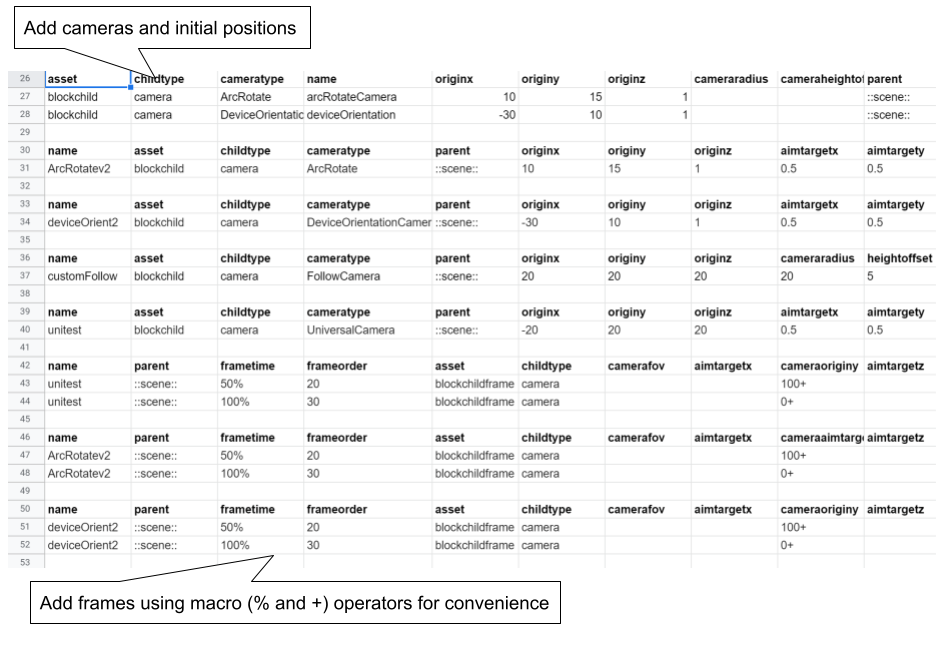 Add cameras and initial positions
26 asset childtype cameratype name originx originy originz cameraradius cameraheightof parent
27 blockchild camera ArcRotate arcRotateCamera 10 15 1 ::scene::
28 blockchild camera DeviceOrientatic deviceOrientation -30 10 1 ::scene::
29
30 name asset childtype cameratype parent originx originy originz aimtargetx aimtargety
31 ArcRotatev2 blockchild camera ArcRotate ::scene:: 10 15 1 0.5 0.5
32
33 name asset childtype cameratype parent originx originy originz aimtargetx aimtargety
34 deviceOrient2 blockchild camera DeviceOrientationCamer ::scene:: -30 10 1 0.5 0.5
35
36 name asset childtype cameratype parent originx originy originz cameraradius heightoffset
37 customFollow blockchild camera FollowCamera ::scene:: 20 20 20 20 5
38
39 name asset childtype cameratype parent originx originy originz aimtargetx aimtargety
40 unitest blockchild camera UniversalCamera ::scene:: -20 20 20 0.5 0.5
41
42 name parent frametime frameorder asset childtype camerafov aimtargetx cameraoriginy aimtargetz
43 unitest ::scene:: 50% 20 blockchildframe camera 100+
44 unitest ::scene:: 100% 30 blockchildframe camera 0+
45
46 name parent frametime frameorder asset childtype camerafov aimtargetx cameraaimtarg aimtargetz
47 ArcRotatev2 ::scene:: 50% 20 blockchildframe camera 100+
48 ArcRotatev2 ::scene:: 100% 30 blockchildframe camera 0+
49
50 name parent frametime frameorder asset childtype camerafov aimtargetx cameraoriginy aimtargetz
51 deviceOrient2 ::scene:: 50% 20 blockchildframe camera 100+
52 deviceOrient2 ::scene:: 100% 30 blockchildframe camera 0+
53
Add frames using macro (% and +) operators for convenience